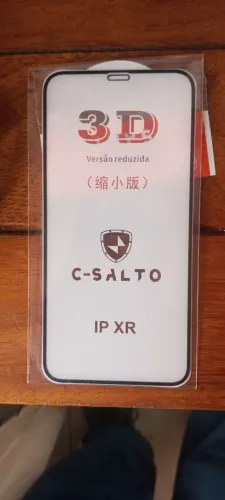 3D
Versão reduzida
（缩小版）
C-SALTO
IP XR